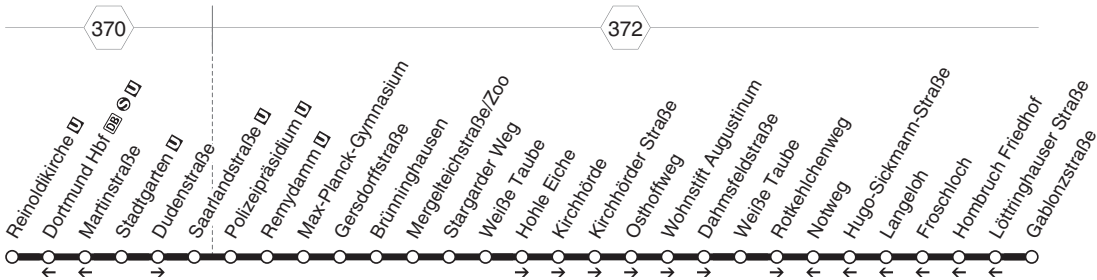 370
372
Reinoldikirche U
Dortmund Hbf DB S U
Martinstraße
Stadtgarten U
Dudenstraße
Saarlandstraße U
Polizeipräsidium U
Remydamm U
Max-Planck-Gymnasium
Gersdorffstraße
Brünninghausen
Mergelteichstraße/Zoo
Stargarder Weg
Weiße Taube
Hohle Eiche
Kirchhörde
Kirchhörder Straße
Osthoffweg
Wohnstift Augustinum
Dahmsfeldstraße
Weiße Taube
Rotkehlchenweg
Notweg
Hugo-Sickmann-Straße
Langeloh
Froschloch
Hombruch Friedhof
Löttringhauser Straße
Gablonzstraße